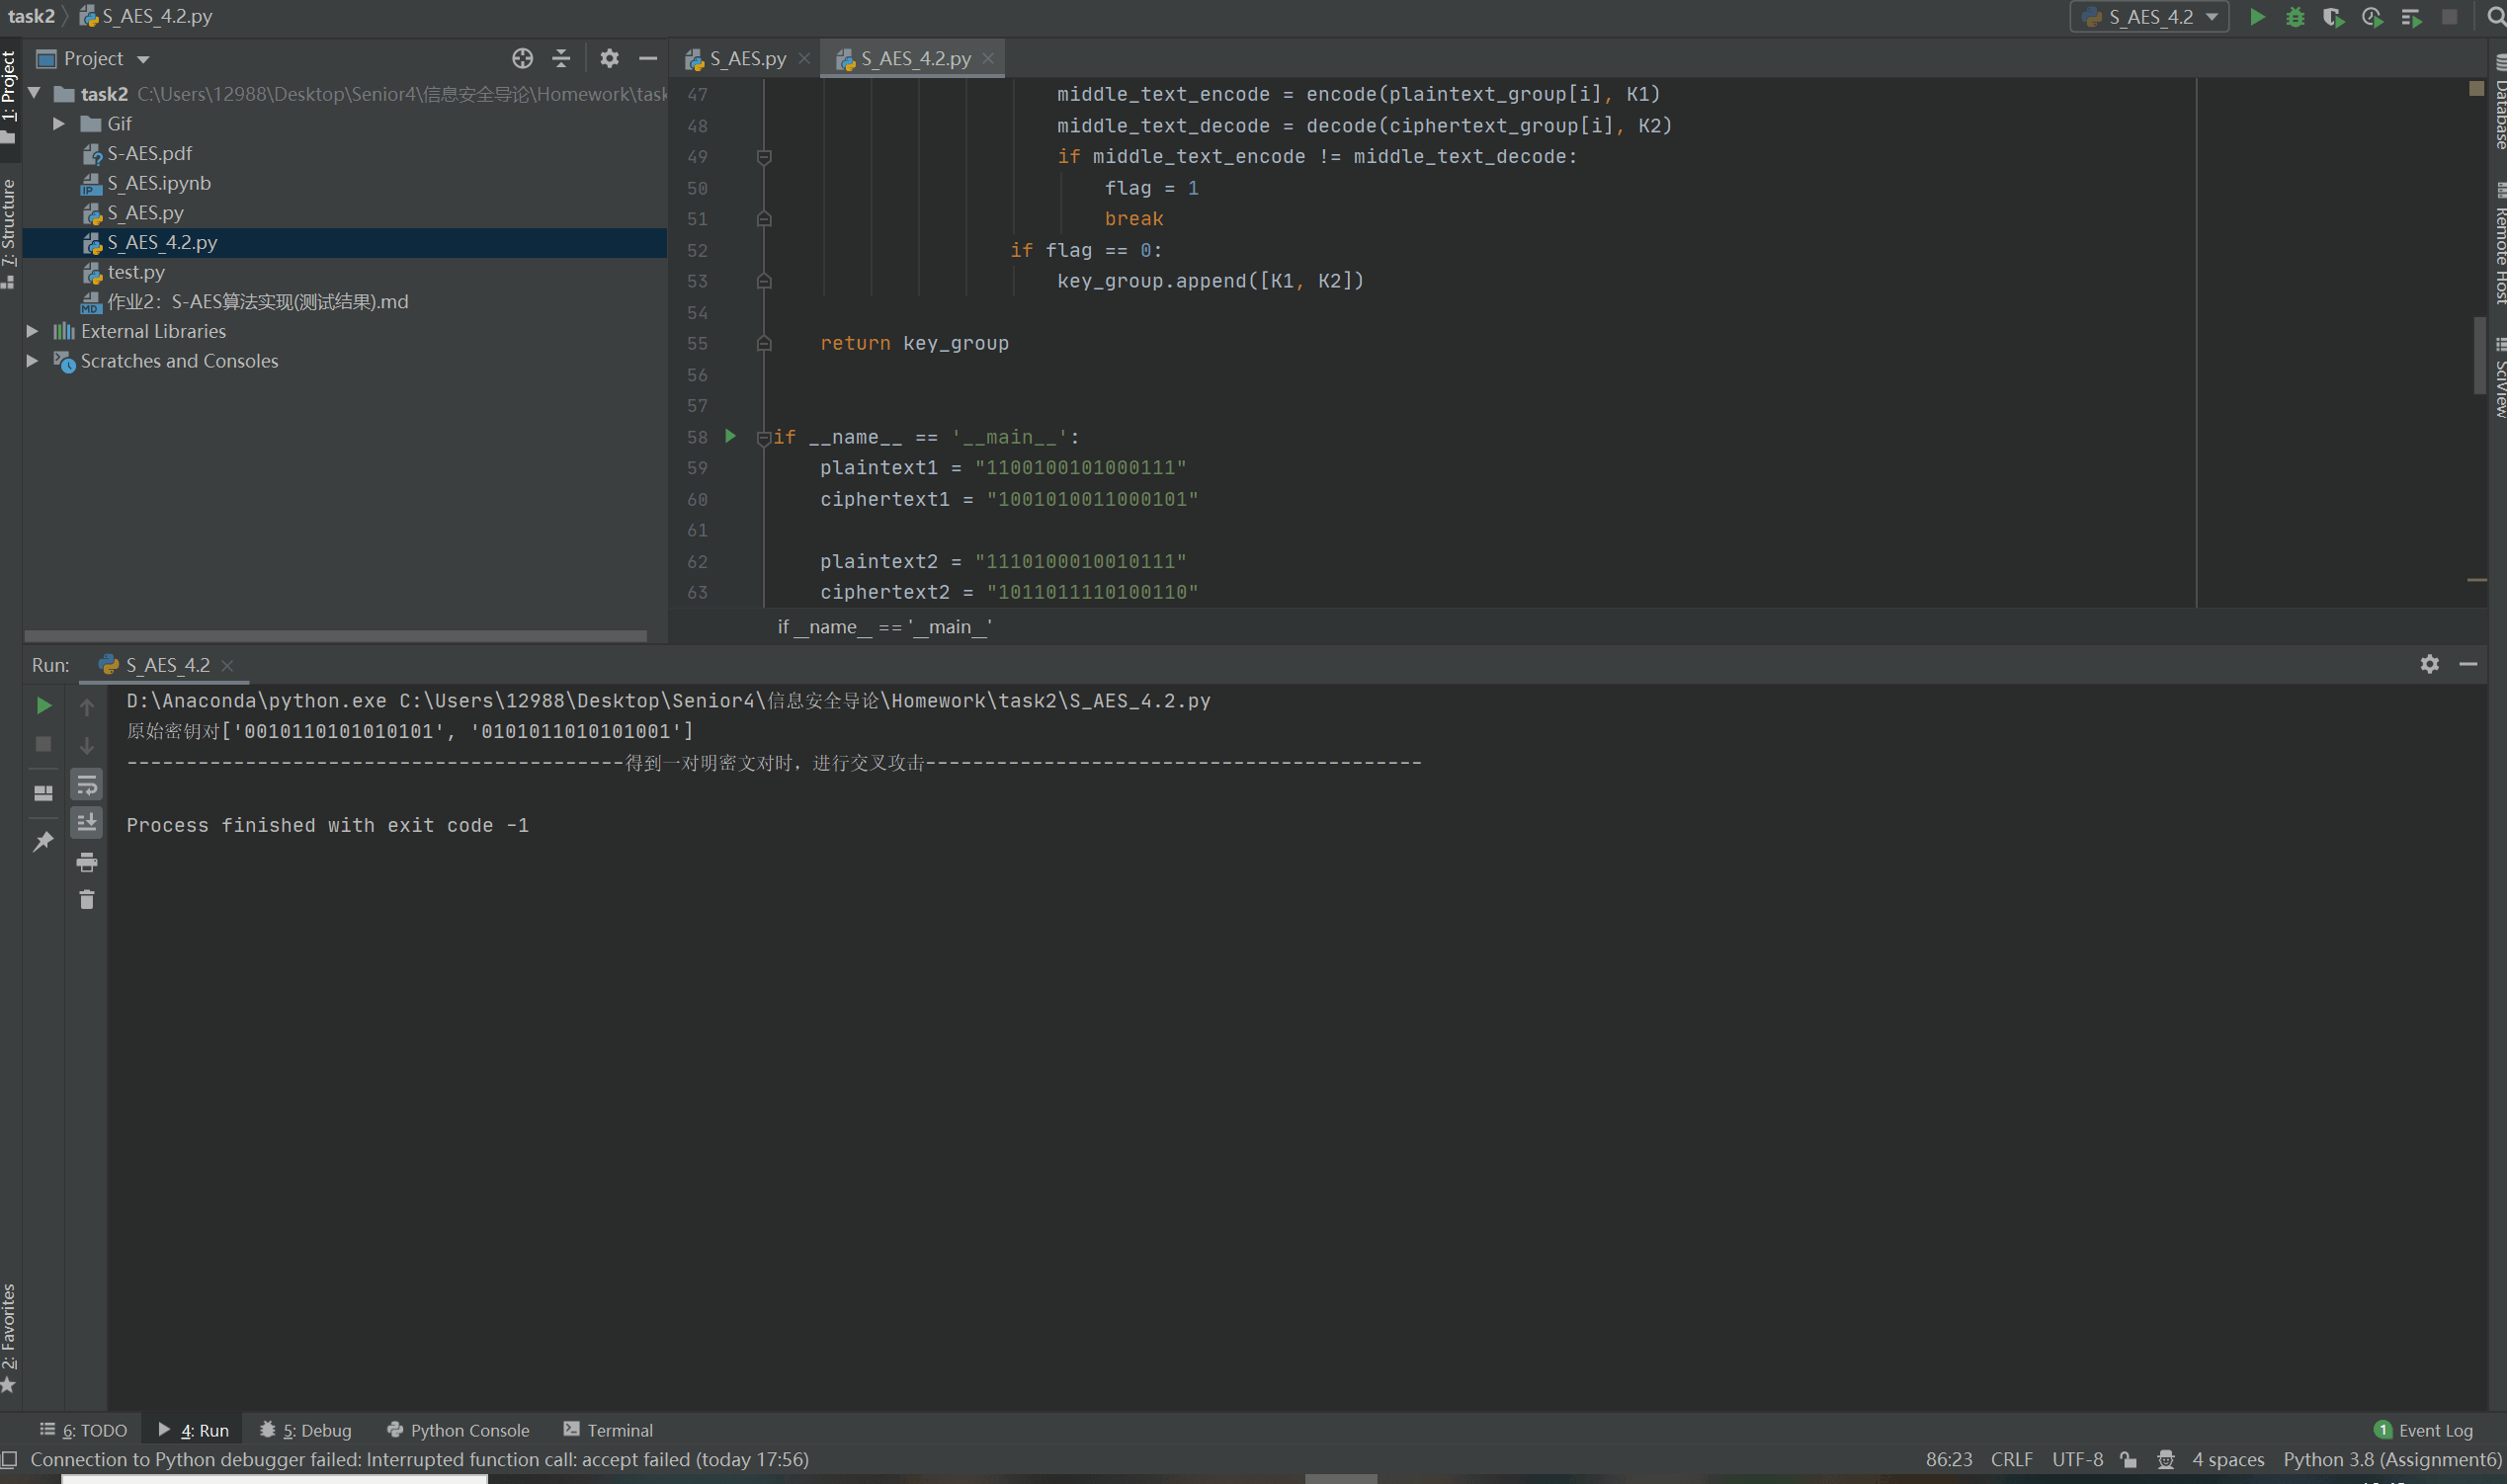 task2 S_AES_4.2.py
S_AES_4.2
1: Project
7: Structure
2: Favorites
Project
task2 C:\Users\12988\Desktop\Senior4\信息安全导论\Homework\task
Gif
S-AES.pdf
S_AES.ipynb
S_AES.py
S_AES_4.2.py
test.py
作业2：S-AES算法实现(测试结果).md
External Libraries
Scratches and Consoles
S_AES.py S_AES_4.2.py
47 middle_text_encode = encode(plaintext_group[i], K1)
48 middle_text_decode = decode(ciphertext_group[i], K2)
49 if middle_text_encode != middle_text_decode:
50 flag = 1
51 break
52 if flag == 0:
53 key_group.append([K1, K2])
54
55 return key_group
56
57
58 if __name__ == '__main__':
59 plaintext1 = "1100100101000111"
60 ciphertext1 = "1001010011000101"
61
62 plaintext2 = "1110100010010111"
63 ciphertext2 = "1011011110100110"
if __name__ == '__main__'
Database
Remote Host
SciView
Run: S_AES_4.2
D:\Anaconda\python.exe C:\Users\12988\Desktop\Senior4\信息安全导论\Homework\task2\S_AES_4.2.py
原始密钥对['0010110101010101', '0101011010101001']
------------------------------------------得到一对明密文对时，进行交叉攻击------------------------------------------
Process finished with exit code -1
6: TODO 4: Run 5: Debug Python Console Terminal 1 Event Log
Connection to Python debugger failed: Interrupted function call: accept failed (today 17:56) 86:23 CRLF UTF-8 4 spaces Python 3.8 (Assignment6)